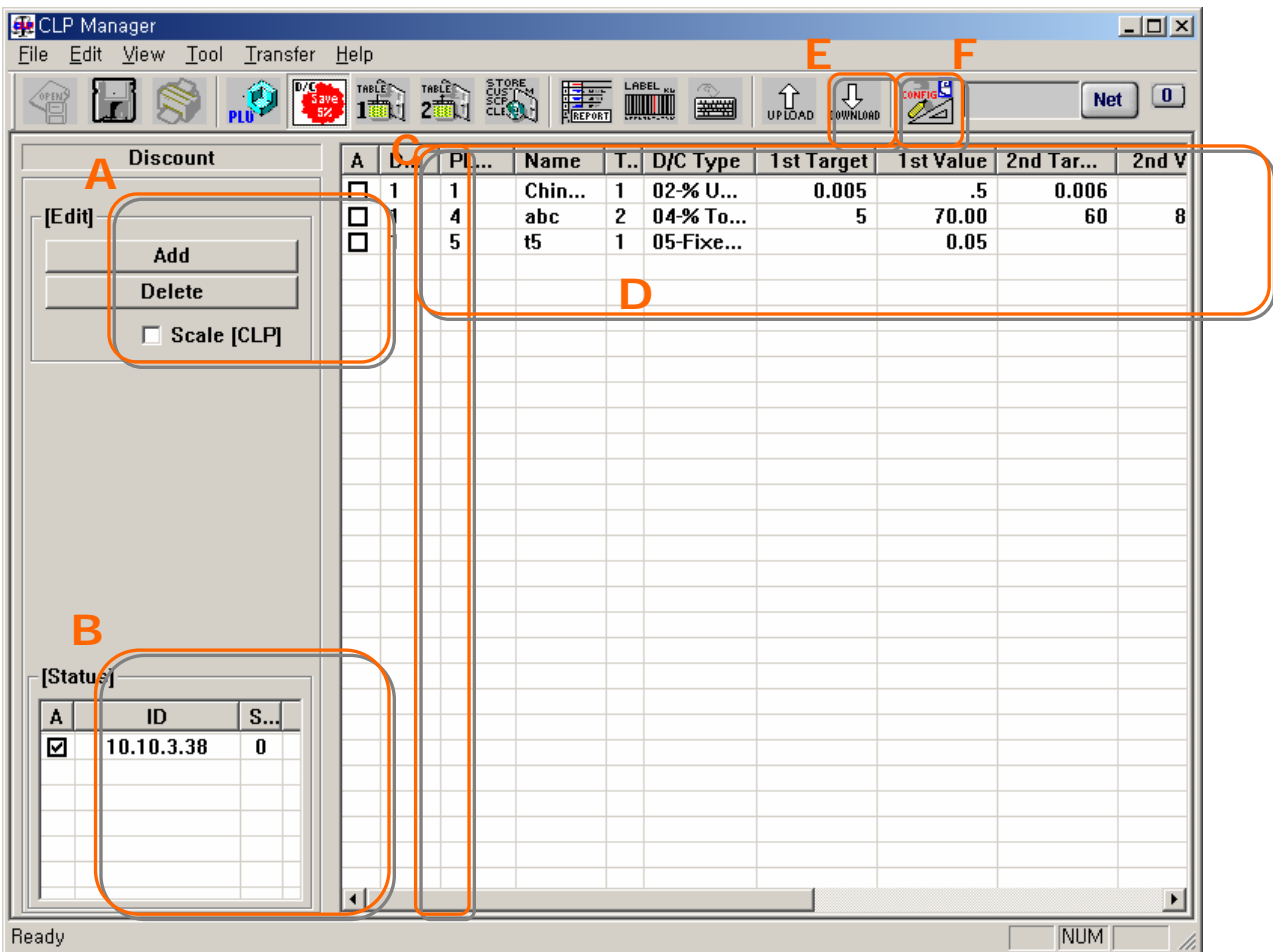 CLP Manager
File Edit View Tool Transfer Help
E F
OPEN PLU D/C Save 5% TABLE 1 TABLE 2 STORE REPORT LABEL UPLOAD DOWNLOAD CONFIG Net 0
Discount
A
[Edit]
Add
Delete
Scale [CLP]
B
[Status]
A ID S...
10.10.3.38 0
C
A D... PL... Name T.. D/C Type 1st Target 1st Value 2nd Tar... 2nd V
1 1 Chin... 1 02-% U... 0.005 .5 0.006
1 4 abc 2 04-% To... 5 70.00 60 8
1 5 t5 1 05-Fixe... 0.05
D
Ready NUM